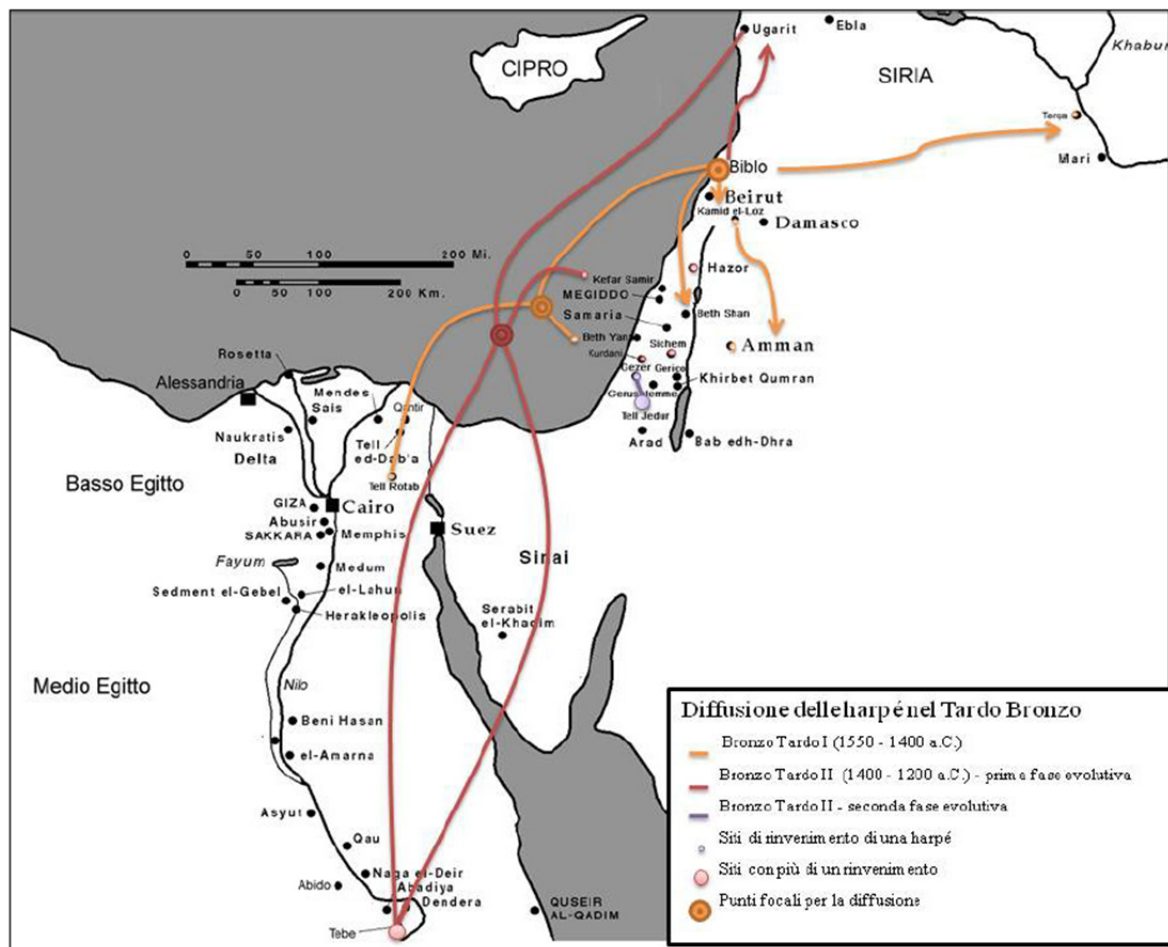 Ugarit
Ebla
Khabur
CIPRO
SIRIA
Terqa
Mari
Biblo
Beirut
Kamid el-Loz
Damasco
0 50 100 200 Mi.
0 50 100 200 Km.
Hazor
Kefar Samir
MEGIDDO
Samaria
Beth Shan
Beth Yam
Sichem
Amman
Kurdani
Gezer
Gerico
Khirbet Qumran
Gerusalemme
Tell Jedur
Arad
Bab edh-Dhra
Rosetta
Alessandria
Mendes
Sais
Qantir
Naukratis
Delta
Tell
ed-Dab'a
Tell Rotab
Basso Egitto
GIZA
Cairo
Abusir
SAKKARA
Memphis
Suez
Sinai
Fayum
Medum
Sedment el-Gebel
el-Lahun
Herakleopolis
Serabit
el-Khadim
Medio Egitto
Nilo
Beni Hasan
el-Amarna
Asyut
Qau
Naga el-Deir
Abido
Abadiya
Dendera
QUSEIR
AL-QADIM
Tebe
Diffusione delle harpé nel Tardo Bronzo
Bronzo Tardo I (1550 - 1400 a.C.)
Bronzo Tardo II (1400 - 1200 a.C.) - prima fase evolutiva
Bronzo Tardo II - seconda fase evolutiva
Siti di rinvenimento di una harpé
Siti con più di un rinvenimento
Punti focali per la diffusione